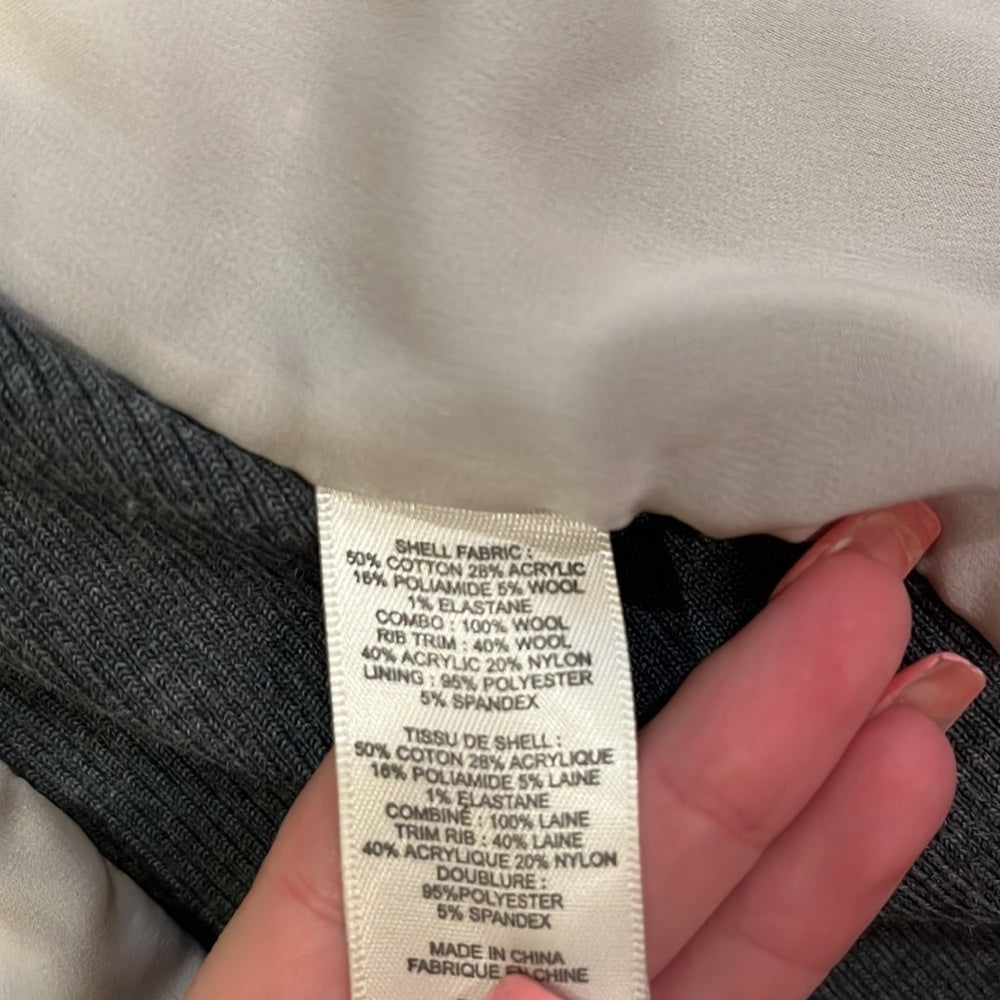 SHELL FABRIC :
50% COTTON 28% ACRYLIC
16% POLIAMIDE 5% WOOL
1% ELASTANE
COMBO : 100% WOOL
RIB TRIM : 40% WOOL
40% ACRYLIC 20% NYLON
LINING : 95% POLYESTER
5% SPANDEX
TISSU DE SHELL :
50% COTON 28% ACRYLIQUE
16% POLIAMIDE 5% LAINE
1% ELASTANE
COMBINÉ : 100% LAINE
TRIM RIB : 40% LAINE
40% ACRYLIQUE 20% NYLON
DOUBLURE :
95%POLYESTER
5% SPANDEX
MADE IN CHINA
FABRIQUE EN CHINE